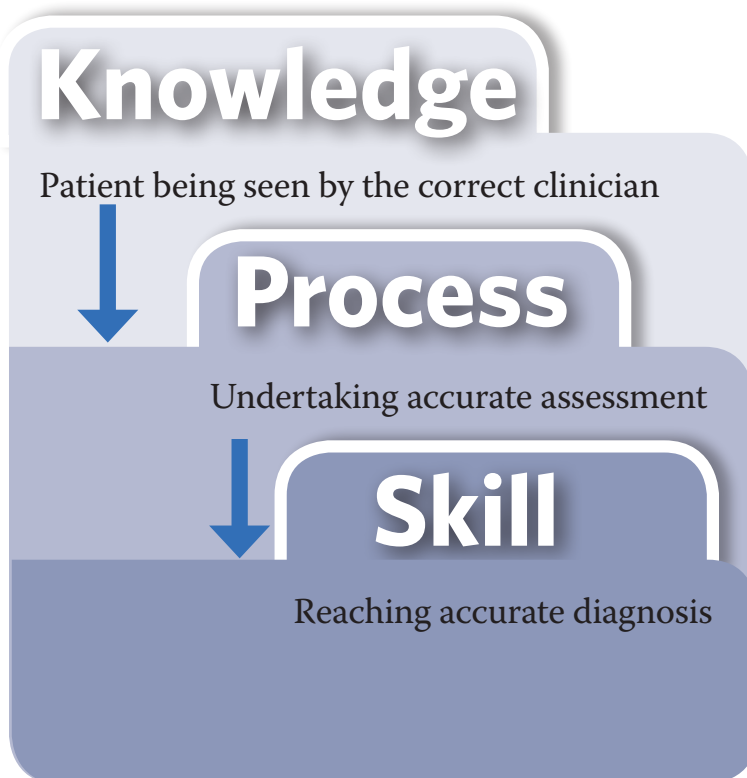 Knowledge
Patient being seen by the correct clinician
Process
Undertaking accurate assessment
Skill
Reaching accurate diagnosis